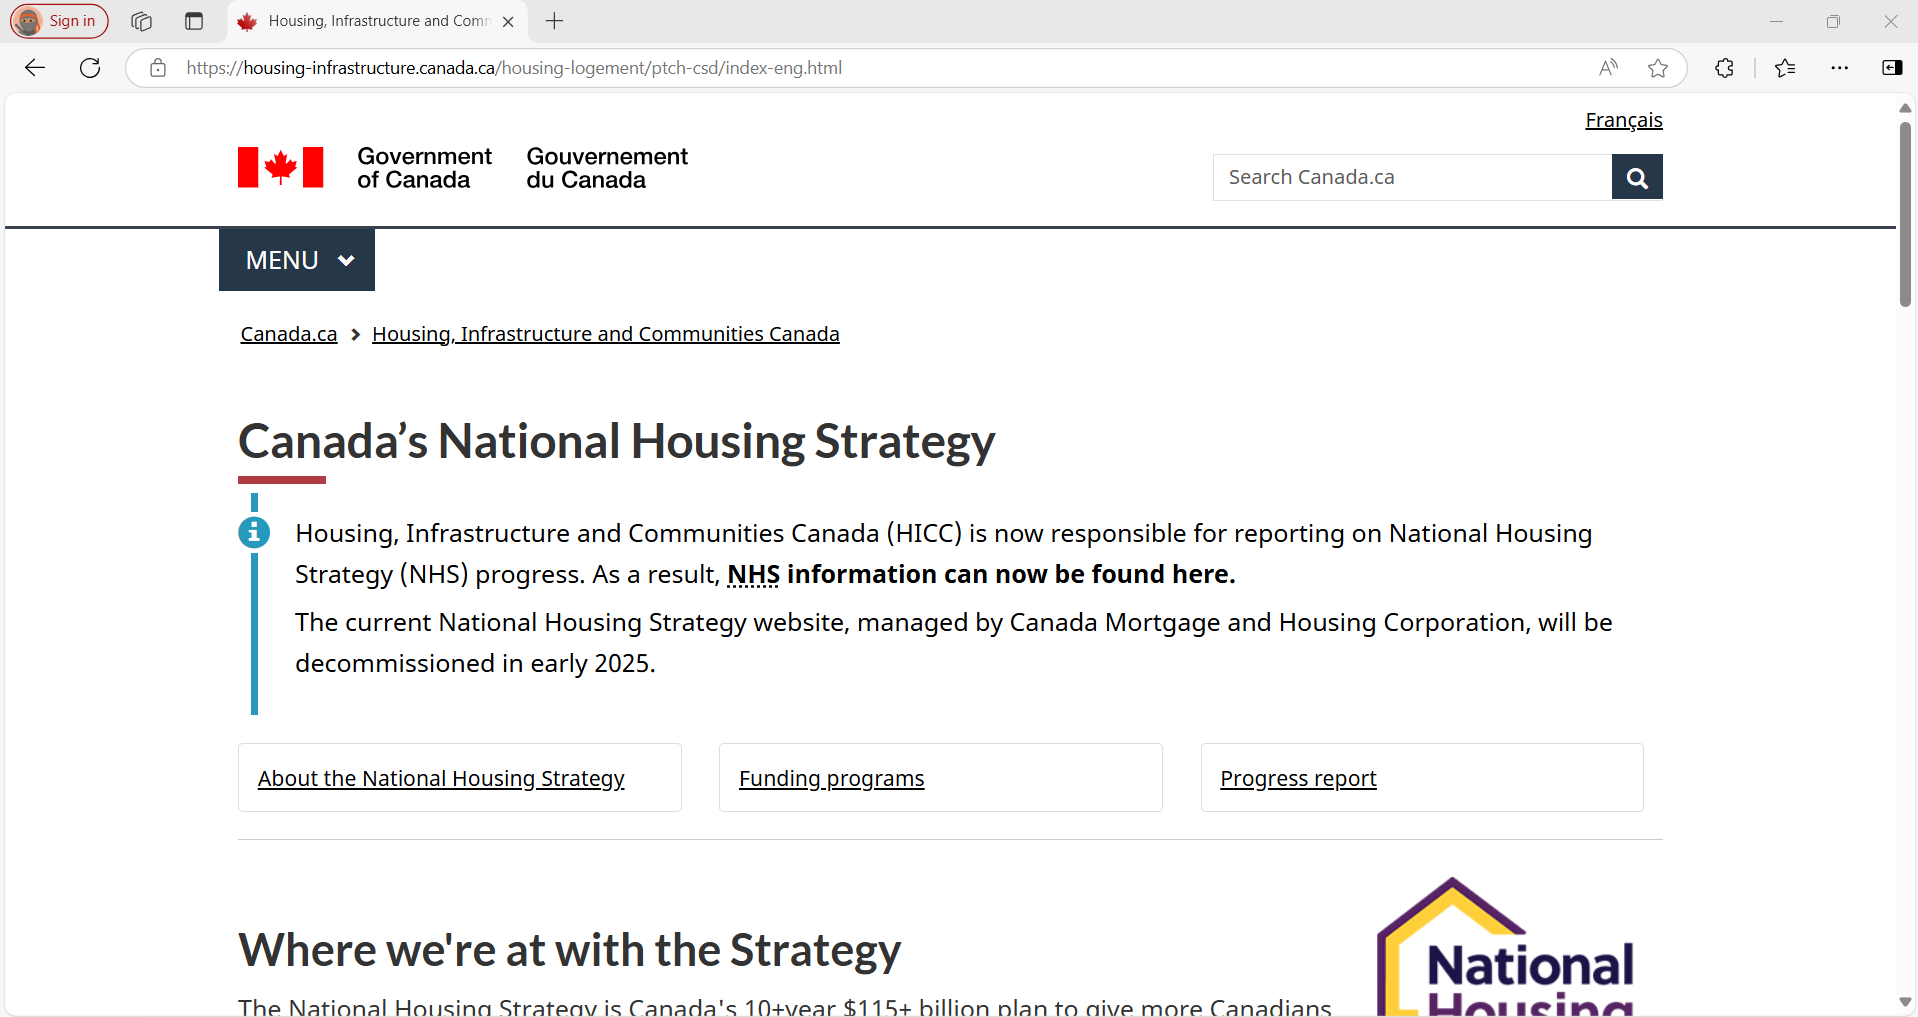 Sign in
Housing, Infrastructure and Com
https://housing-infrastructure.canada.ca/housing-logement/ptch-csd/index-eng.html
Français
Government of Canada
Gouvernement du Canada
Search Canada.ca
MENU
Canada.ca > Housing, Infrastructure and Communities Canada
Canada’s National Housing Strategy
Housing, Infrastructure and Communities Canada (HICC) is now responsible for reporting on National Housing
Strategy (NHS) progress. As a result, NHS information can now be found here.
The current National Housing Strategy website, managed by Canada Mortgage and Housing Corporation, will be
decommissioned in early 2025.
About the National Housing Strategy
Funding programs
Progress report
Where we're at with the Strategy
The National Housing Strategy is Canada's 10+year $115+ billion plan to give more Canadians
National
Housing